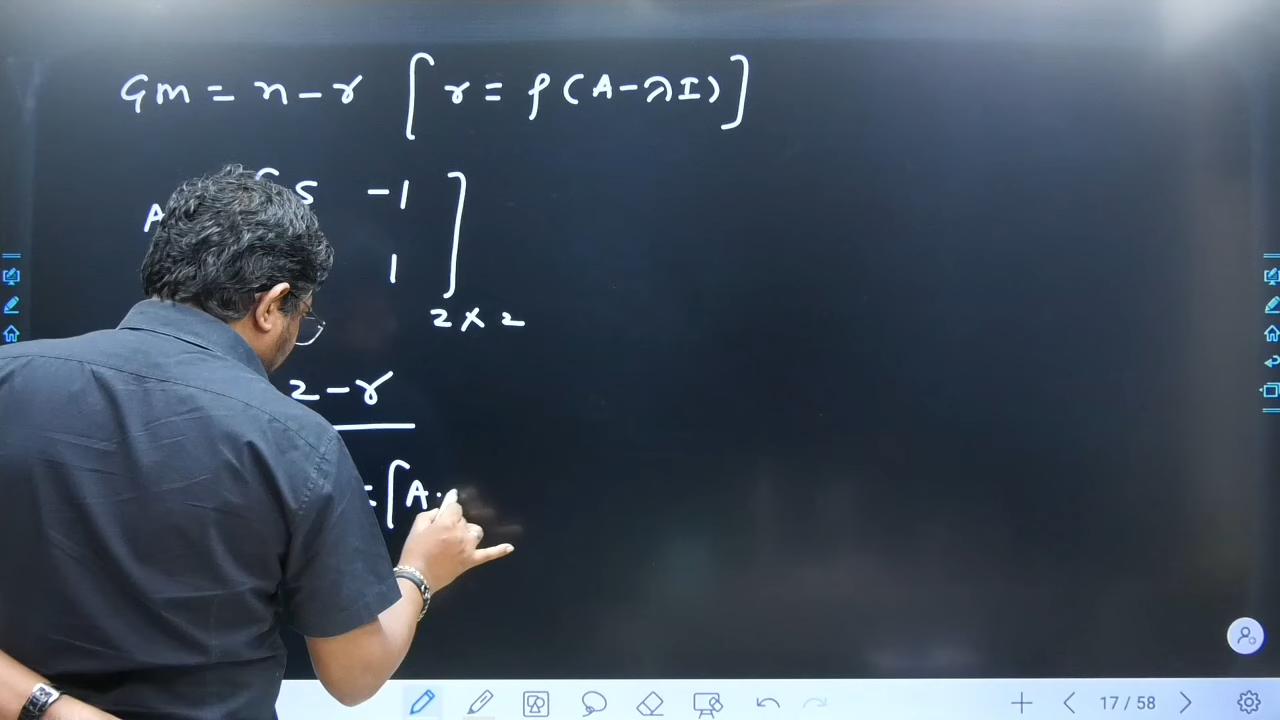 GM = n - r [ r = ρ(A-λI) ]
A 5 -1 ]
1
2 × 2
2 - r
= [A -
17 / 58